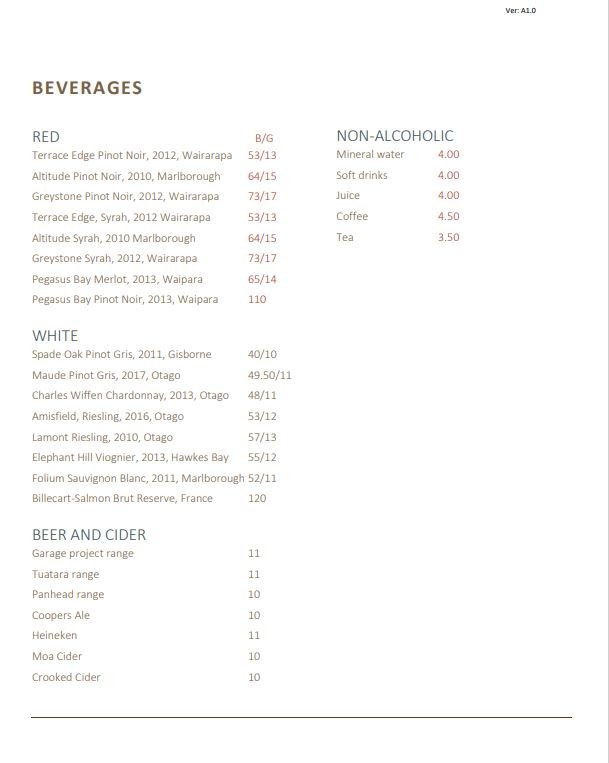 Ver: A1.0
BEVERAGES
RED B/G
Terrace Edge Pinot Noir, 2012, Wairarapa 53/13
Altitude Pinot Noir, 2010, Marlborough 64/15
Greystone Pinot Noir, 2012, Wairarapa 73/17
Terrace Edge, Syrah, 2012 Wairarapa 53/13
Altitude Syrah, 2010 Marlborough 64/15
Greystone Syrah, 2012, Wairarapa 73/17
Pegasus Bay Merlot, 2013, Waipara 65/14
Pegasus Bay Pinot Noir, 2013, Waipara 110
WHITE
Spade Oak Pinot Gris, 2011, Gisborne 40/10
Maude Pinot Gris, 2017, Otago 49.50/11
Charles Wiffen Chardonnay, 2013, Otago 48/11
Amisfield, Riesling, 2016, Otago 53/12
Lamont Riesling, 2010, Otago 57/13
Elephant Hill Viognier, 2013, Hawkes Bay 55/12
Folium Sauvignon Blanc, 2011, Marlborough 52/11
Billecart-Salmon Brut Reserve, France 120
BEER AND CIDER
Garage project range 11
Tuatara range 11
Panhead range 10
Coopers Ale 10
Heineken 11
Moa Cider 10
Crooked Cider 10
NON-ALCOHOLIC
Mineral water 4.00
Soft drinks 4.00
Juice 4.00
Coffee 4.50
Tea 3.50